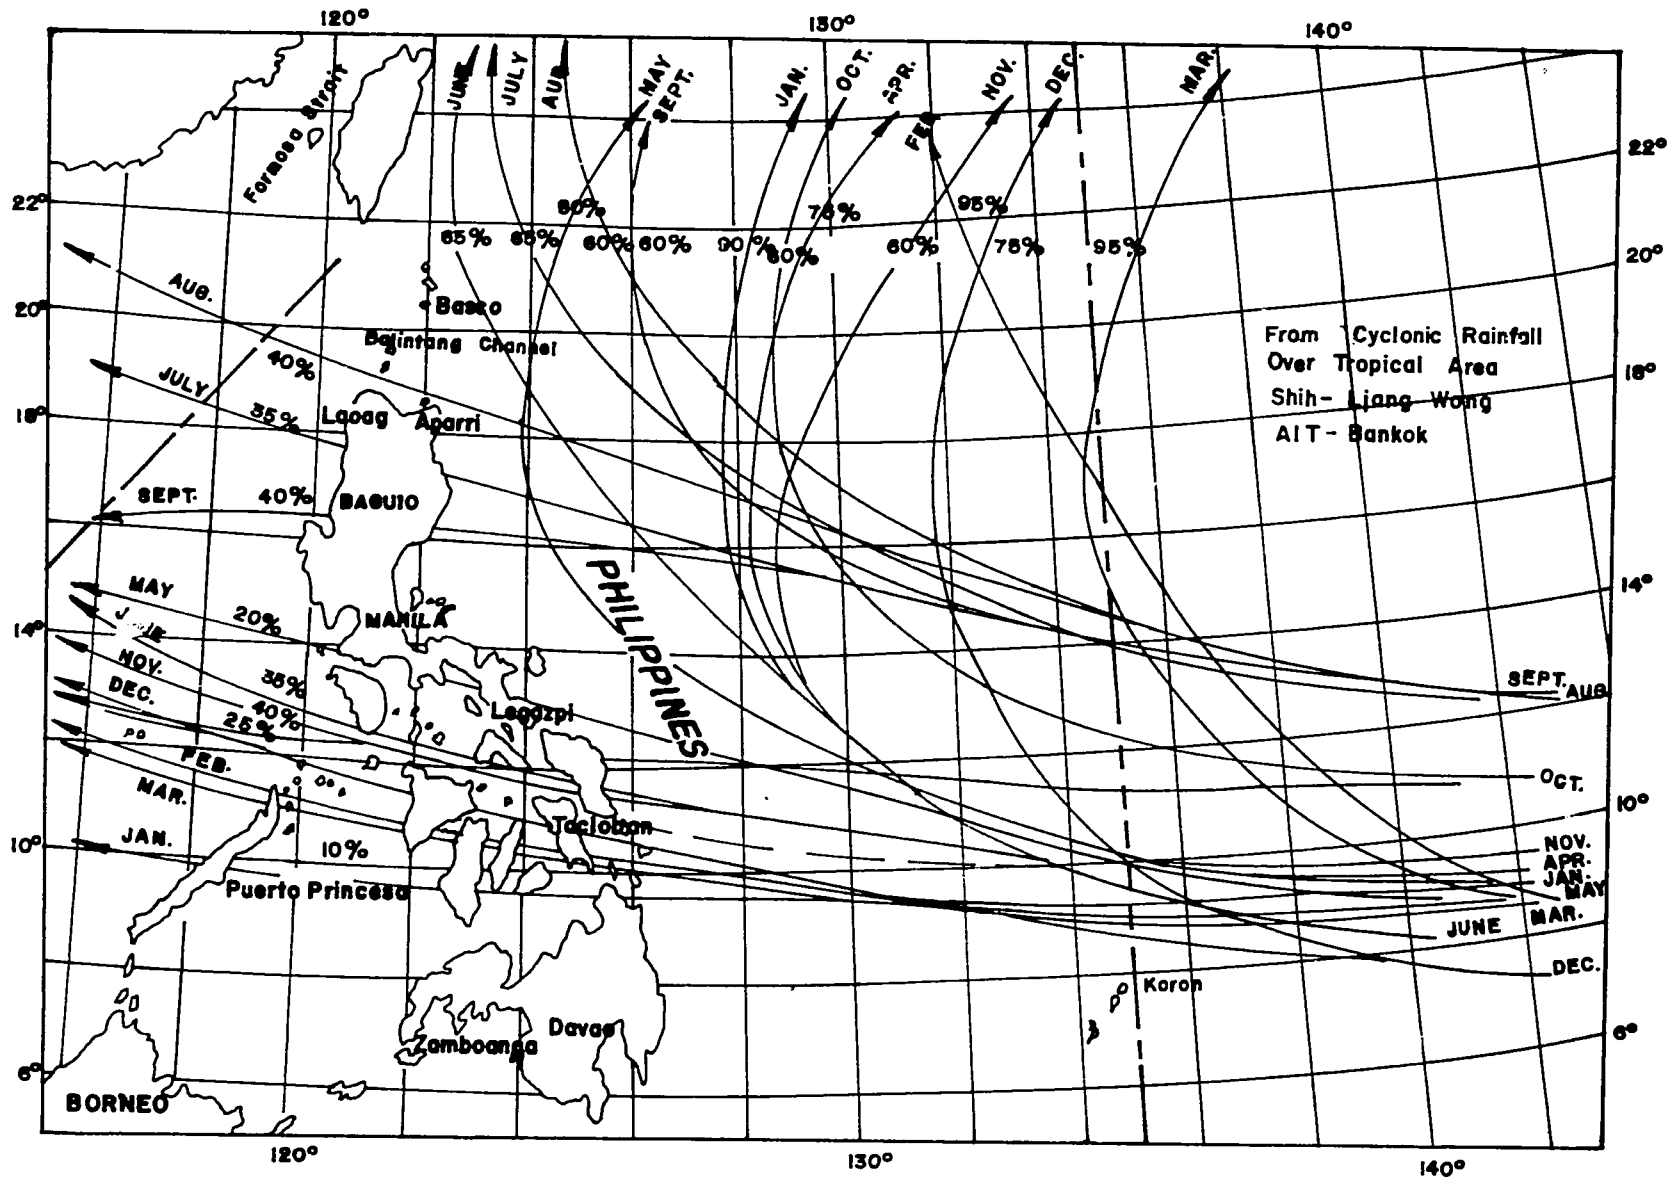 120°
130°
140°
JUNE
JULY
AUG.
MAY
SEPT.
JAN.
OCT.
APR.
FEB.
NOV.
DEC.
MAR.
Formosa Strait
22°
22°
80%
75%
95%
65%
65%
60%
60%
90%
60%
60%
75%
95%
20°
AUG.
20°
Basco
Balintang Channel
From Cyclonic Rainfall
Over Tropical Area
Shih-Liang Wong
AIT-Bankok
40%
JULY
18°
35%
Laoag
Aparri
18°
SEPT.
40%
BAGUIO
PHILIPPINES
14°
MAY
20%
MANILA
14°
NOV.
35%
DEC.
40%
Legazpi
SEPT.
AUG.
25%
FEB.
MAR.
OCT.
10°
JAN.
10%
Tacloban
10°
NOV.
APR.
JAN.
MAY
MAR.
Puerto Princesa
JUNE
DEC.
Koron
Davao
Zamboanga
6°
6°
BORNEO
120°
130°
140°